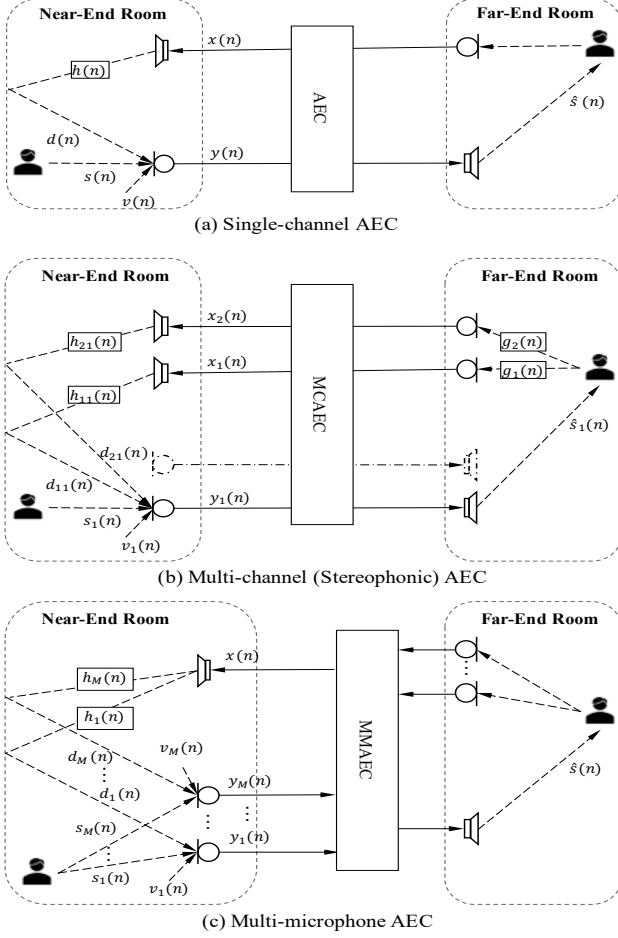 Near-End Room
Far-End Room
x(n)
h(n)
AEC
ŝ(n)
d(n)
y(n)
s(n)
v(n)
(a) Single-channel AEC
Near-End Room
Far-End Room
x₂(n)
h₂₁(n)
g₂(n)
x₁(n)
g₁(n)
h₁₁(n)
MCAEC
ŝ₁(n)
d₂₁(n)
d₁₁(n)
y₁(n)
s₁(n)
v₁(n)
(b) Multi-channel (Stereophonic) AEC
Near-End Room
Far-End Room
x(n)
h_M(n)
h₁(n)
MMAEC
v_M(n)
d_M(n)
ŝ(n)
y_M(n)
d₁(n)
s_M(n)
y₁(n)
s₁(n)
v₁(n)
(c) Multi-microphone AEC